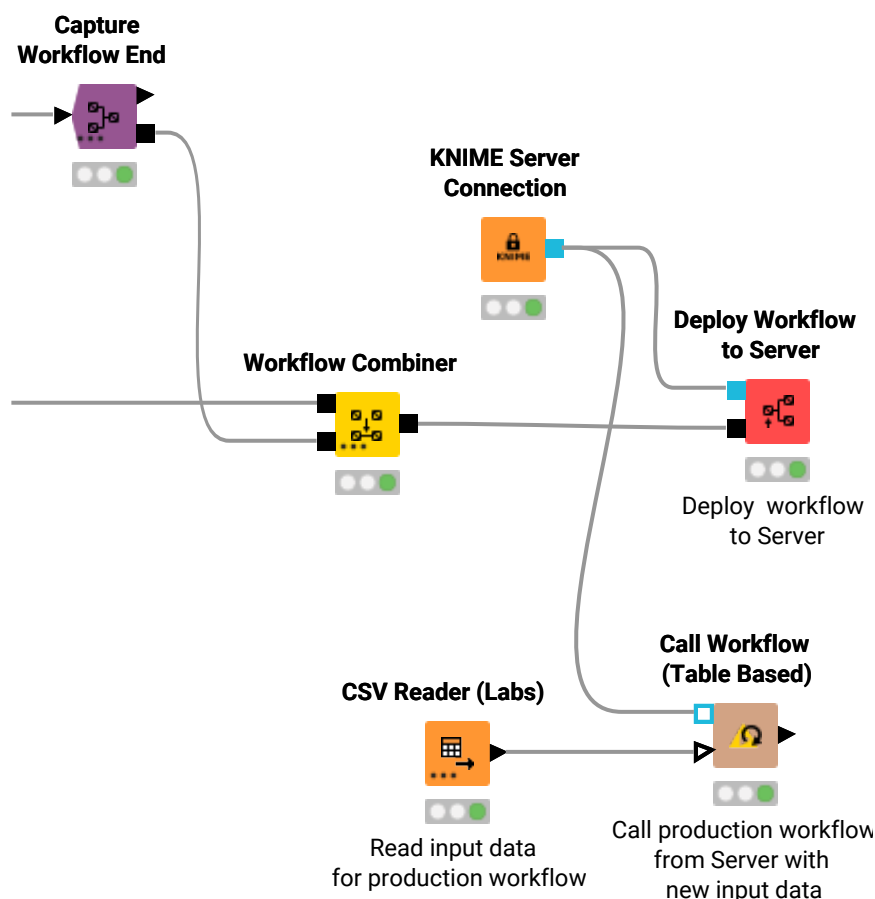 Capture
Workflow End
KNIME Server
Connection
KNIME
Deploy Workflow
to Server
Workflow Combiner
Deploy workflow
to Server
Call Workflow
(Table Based)
CSV Reader (Labs)
Read input data
for production workflow
Call production workflow
from Server with
new input data